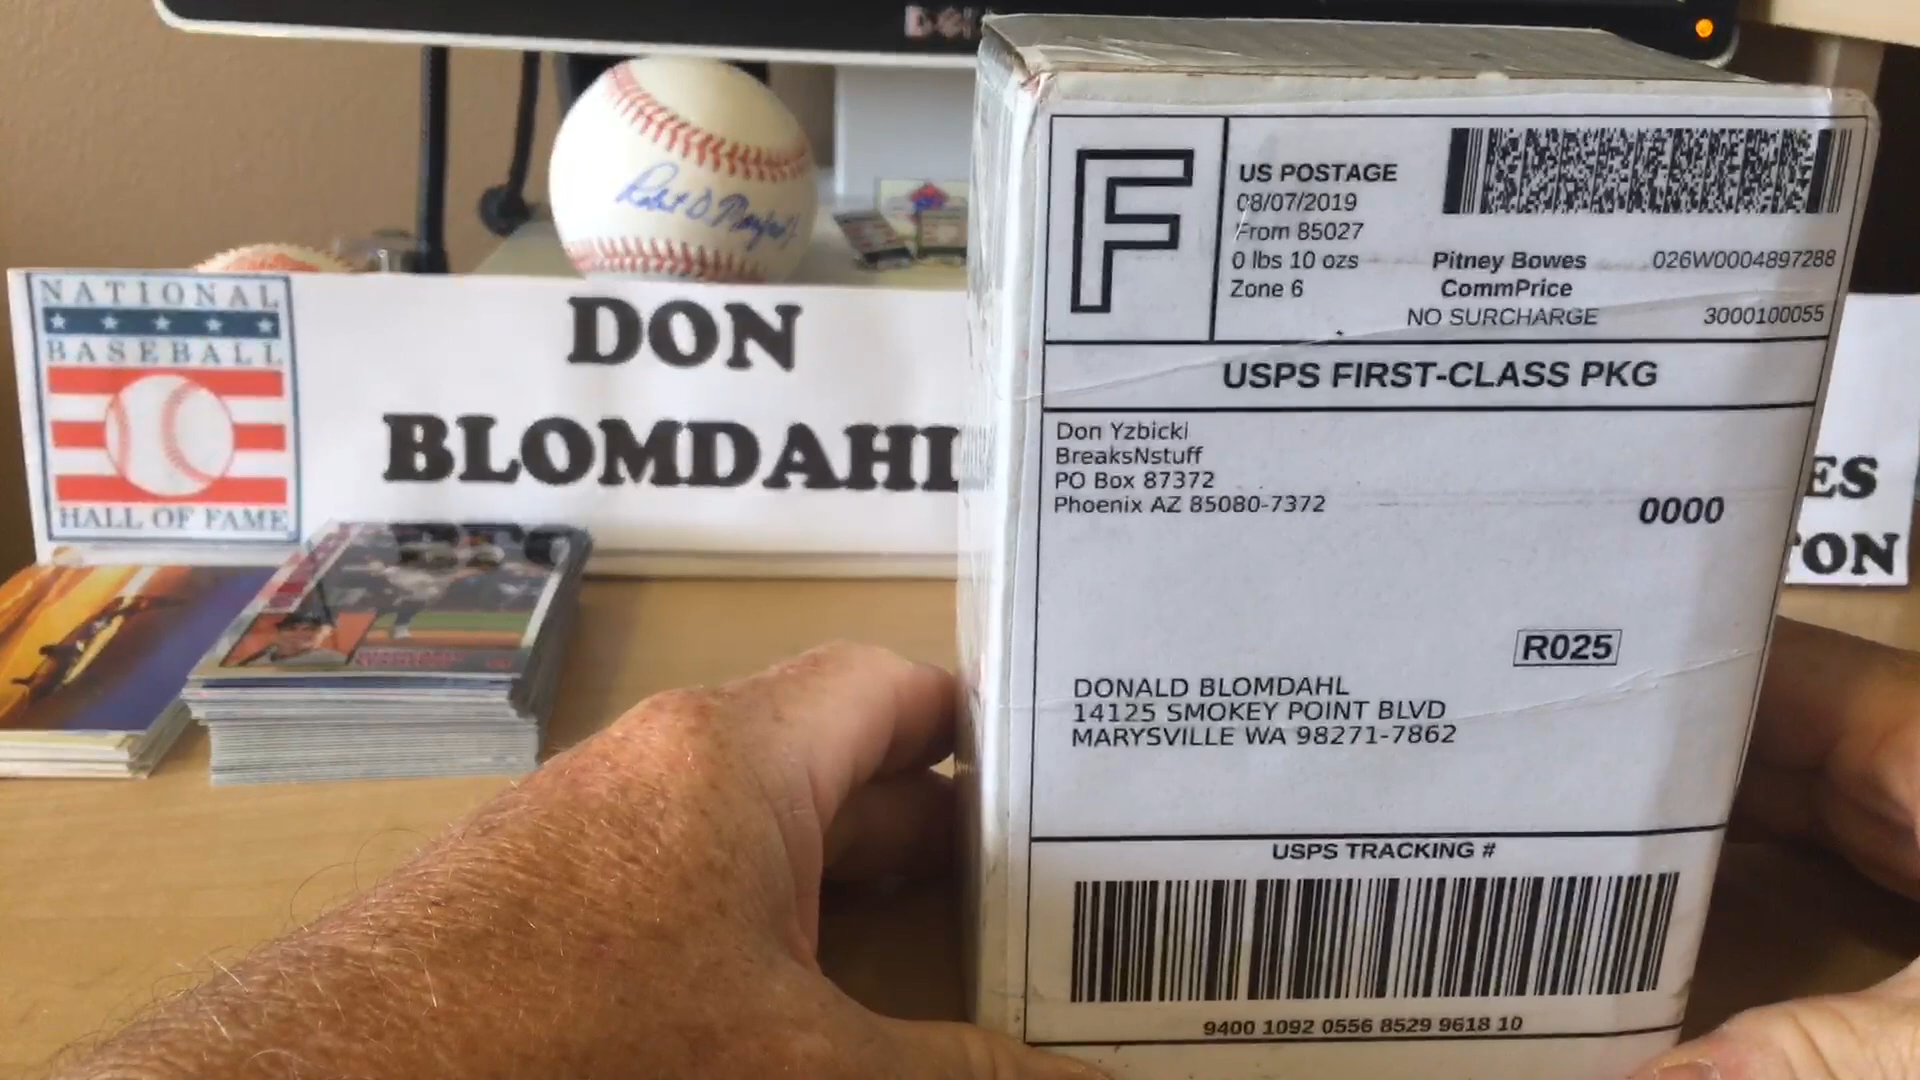 DELL
NATIONAL
BASEBALL
HALL OF FAME
DON
BLOMDAHL
F
US POSTAGE
08/07/2019
From 85027
0 lbs 10 ozs
Zone 6
Pitney Bowes
CommPrice
NO SURCHARGE
026W0004897288
3000100055
USPS FIRST-CLASS PKG
Don Yzbicki
BreaksNstuff
PO Box 87372
Phoenix AZ 85080-7372
0000
R025
DONALD BLOMDAHL
14125 SMOKEY POINT BLVD
MARYSVILLE WA 98271-7862
USPS TRACKING #
9400 1092 0556 8529 9618 10
ES
TON